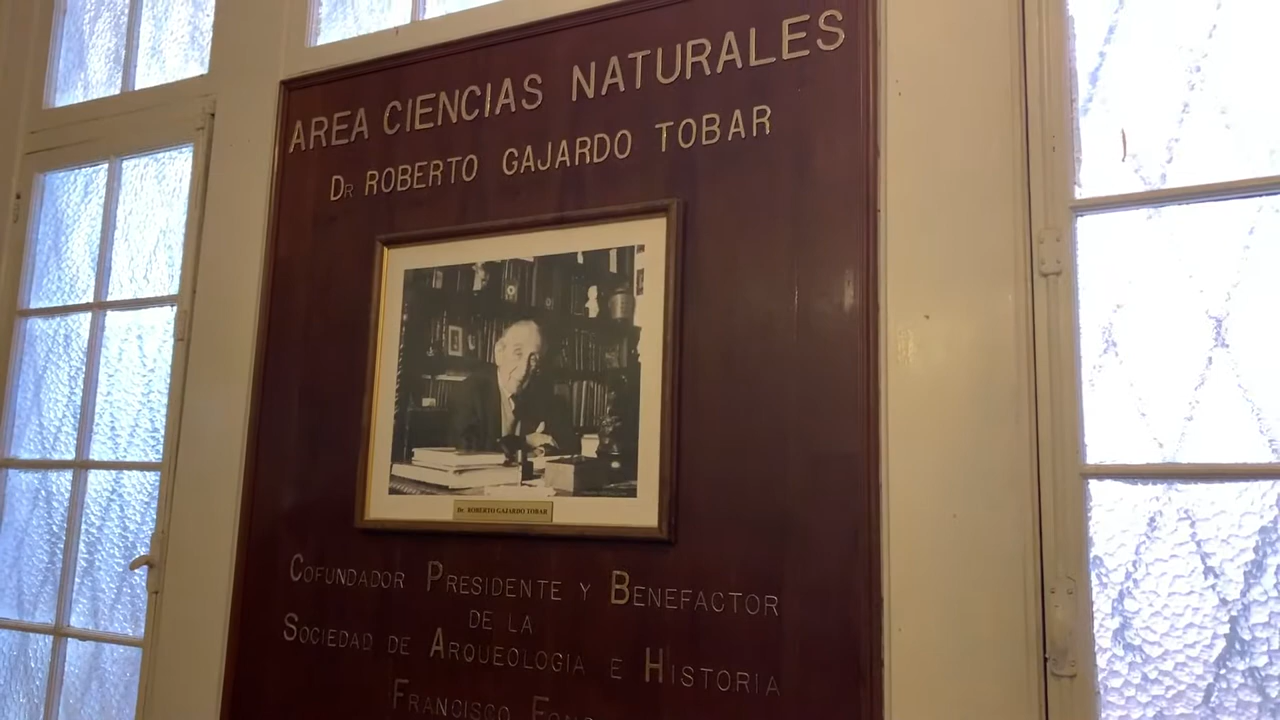 AREA CIENCIAS NATURALES
DR ROBERTO GAJARDO TOBAR
Dr. ROBERTO GAJARDO TOBAR
COFUNDADOR PRESIDENTE Y BENEFACTOR
DE LA
SOCIEDAD DE ARQUEOLOGIA E HISTORIA
FRANCISCO